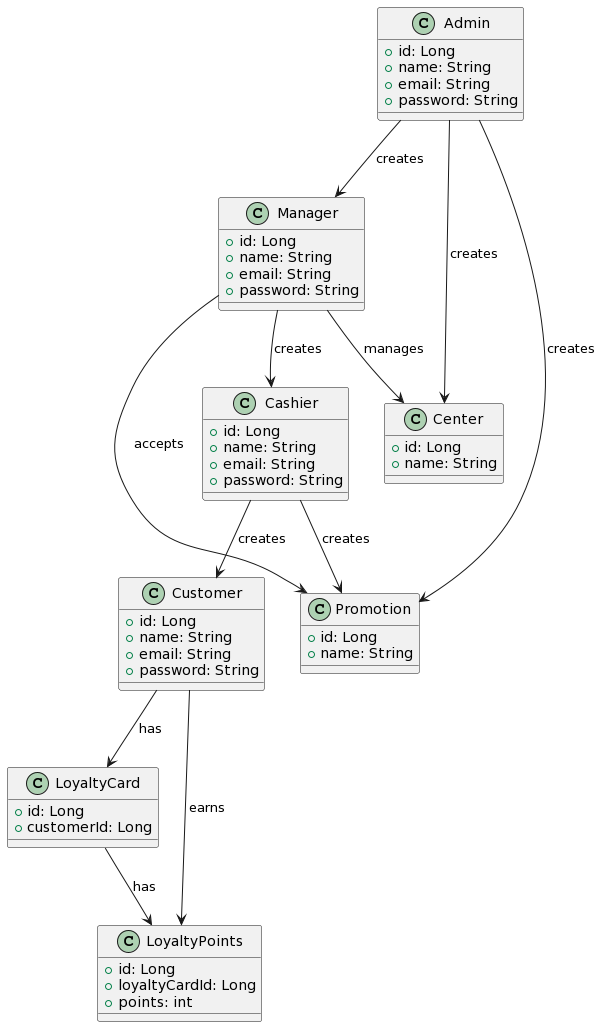 C Admin
id: Long
name: String
email: String
password: String
creates
C Manager
id: Long
name: String
email: String
password: String
creates
creates
manages
creates
C Cashier
id: Long
name: String
email: String
password: String
C Center
id: Long
name: String
accepts
creates
creates
C Customer
id: Long
name: String
email: String
password: String
C Promotion
id: Long
name: String
has
C LoyaltyCard
id: Long
customerId: Long
earns
has
C LoyaltyPoints
id: Long
loyaltyCardId: Long
points: int